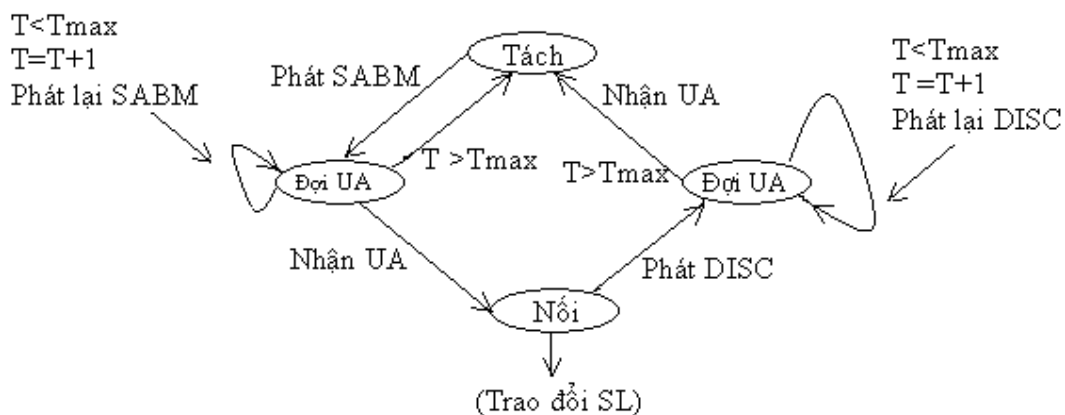 T<Tmax
T=T+1
Phát lại SABM
Tách
Phát SABM
Nhận UA
T<Tmax
T =T+1
Phát lại DISC
Đợi UA
T >Tmax
T>Tmax
Đợi UA
Nhận UA
Phát DISC
Nối
(Trao đổi SL)